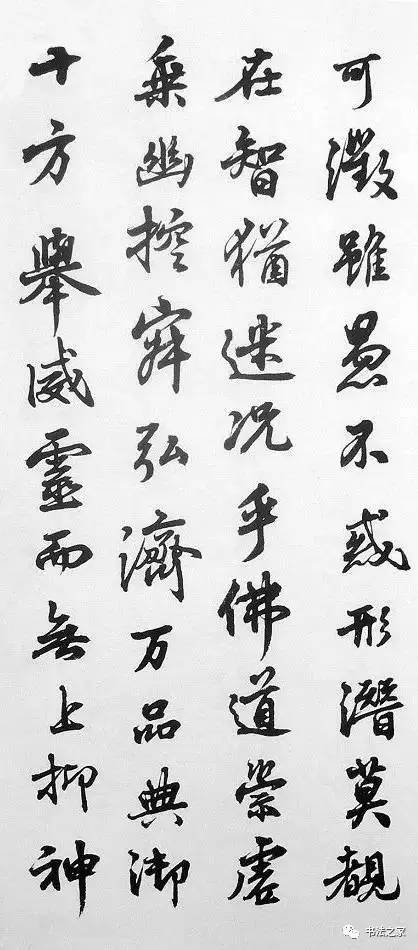 可徵雖愚不惑形潛莫覩
在智猶迷况乎佛道崇虛
乘幽控寂弘濟万品典御
十方舉威靈而無上抑神
书法之家